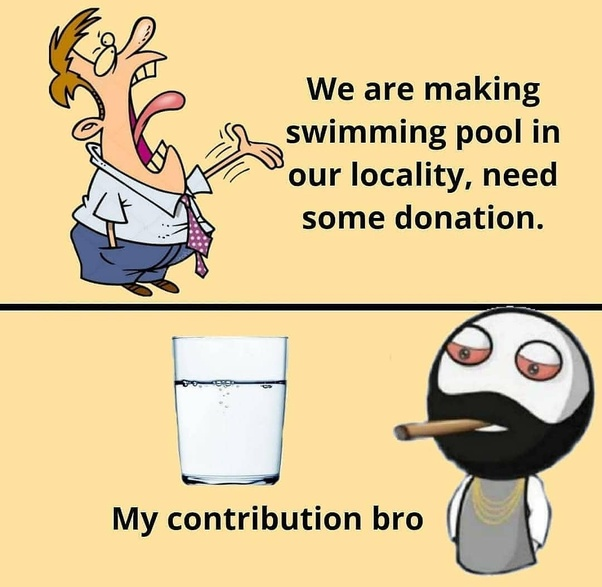 We are making
swimming pool in
our locality, need
some donation.
My contribution bro